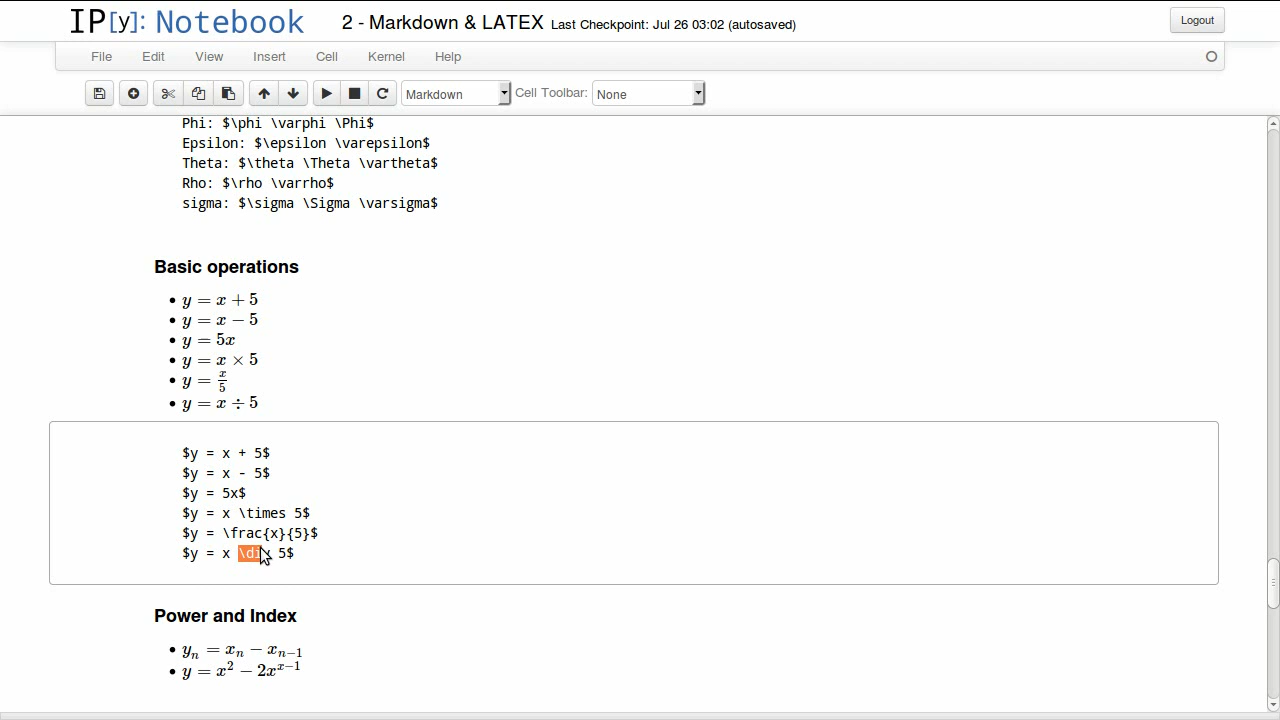 IP[y]: Notebook 2 - Markdown & LATEX Last Checkpoint: Jul 26 03:02 (autosaved) Logout
File Edit View Insert Cell Kernel Help
Markdown Cell Toolbar: None
Phi: $\phi \varphi \Phi$
Epsilon: $\epsilon \varepsilon$
Theta: $\theta \Theta \vartheta$
Rho: $\rho \varrho$
sigma: $\sigma \Sigma \varsigma$
Basic operations
• y = x + 5
• y = x − 5
• y = 5x
• y = x × 5
• y = x/5
• y = x ÷ 5
$y = x + 5$
$y = x - 5$
$y = 5x$
$y = x \times 5$
$y = \frac{x}{5}$
$y = x \div 5$
Power and Index
• yₙ = xₙ − xₙ₋₁
• y = x² − 2xˣ⁻¹